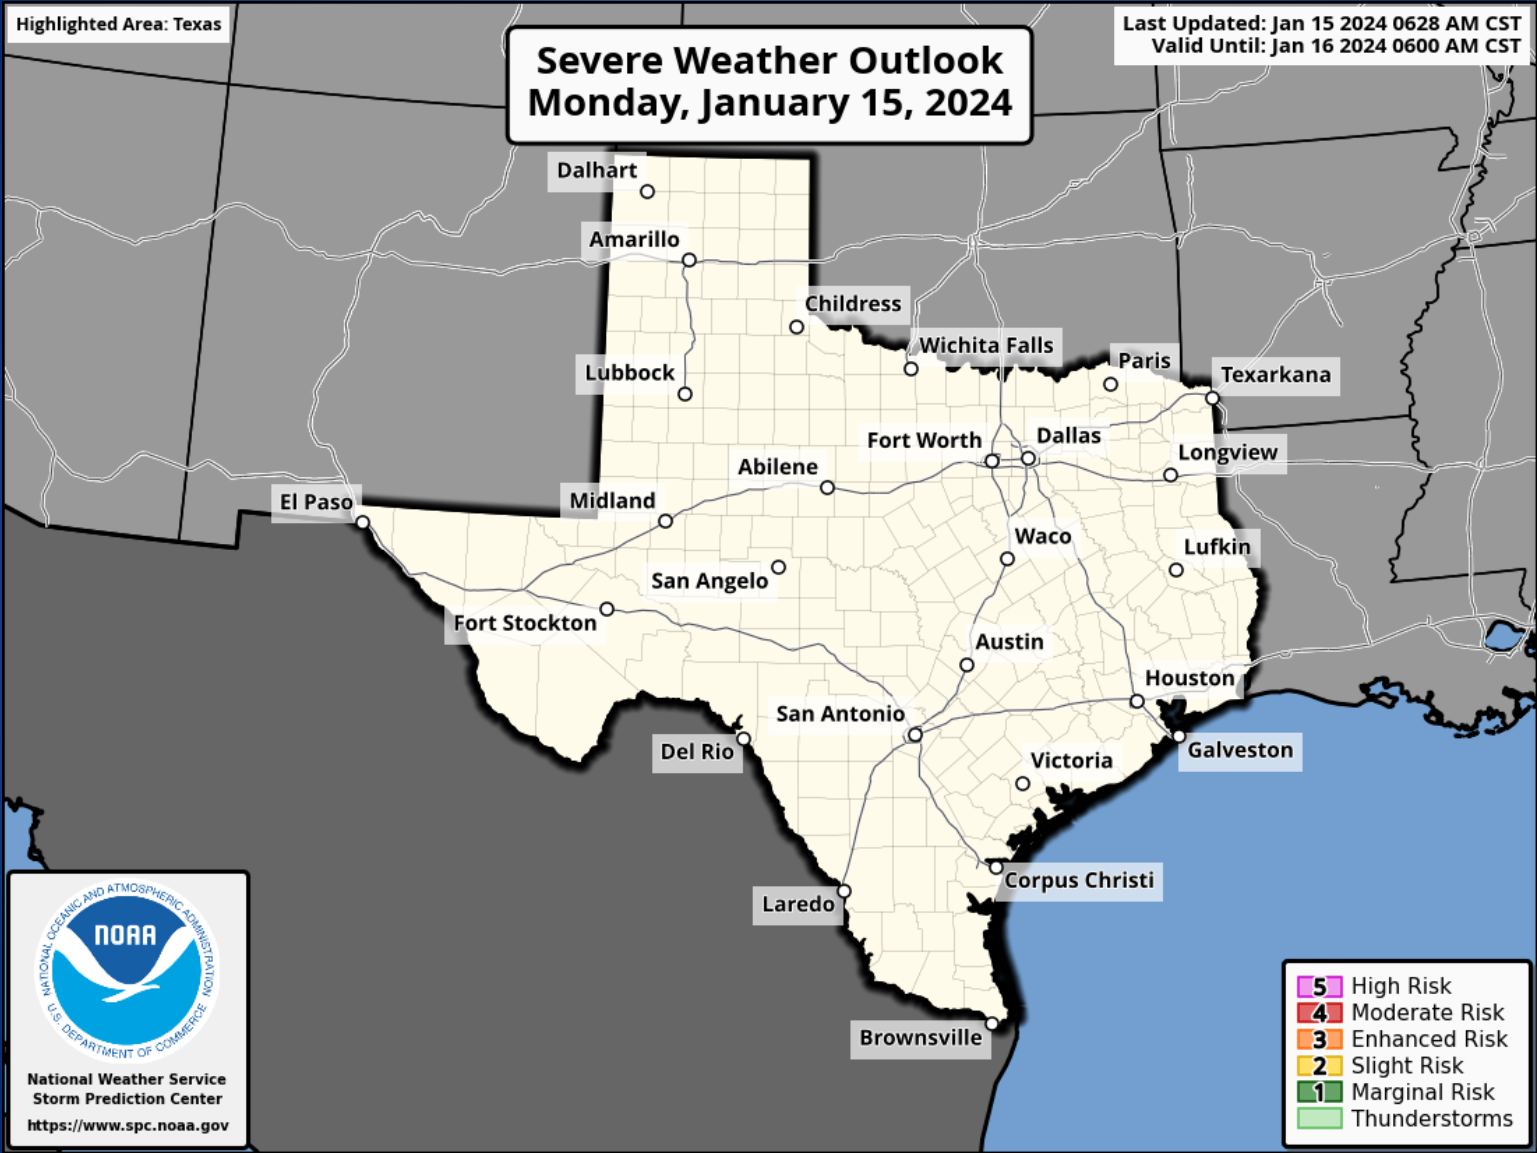 Highlighted Area: Texas
Last Updated: Jan 15 2024 0628 AM CST
Valid Until: Jan 16 2024 0600 AM CST
Severe Weather Outlook
Monday, January 15, 2024
Dalhart
Amarillo
Childress
Wichita Falls
Paris
Texarkana
Lubbock
Fort Worth
Dallas
Longview
Abilene
El Paso
Midland
Waco
Lufkin
San Angelo
Fort Stockton
Austin
Houston
San Antonio
Del Rio
Galveston
Victoria
Corpus Christi
Laredo
Brownsville
NATIONAL OCEANIC AND ATMOSPHERIC ADMINISTRATION
NOAA
U.S. DEPARTMENT OF COMMERCE
National Weather Service
Storm Prediction Center
https://www.spc.noaa.gov
5 High Risk
4 Moderate Risk
3 Enhanced Risk
2 Slight Risk
1 Marginal Risk
Thunderstorms